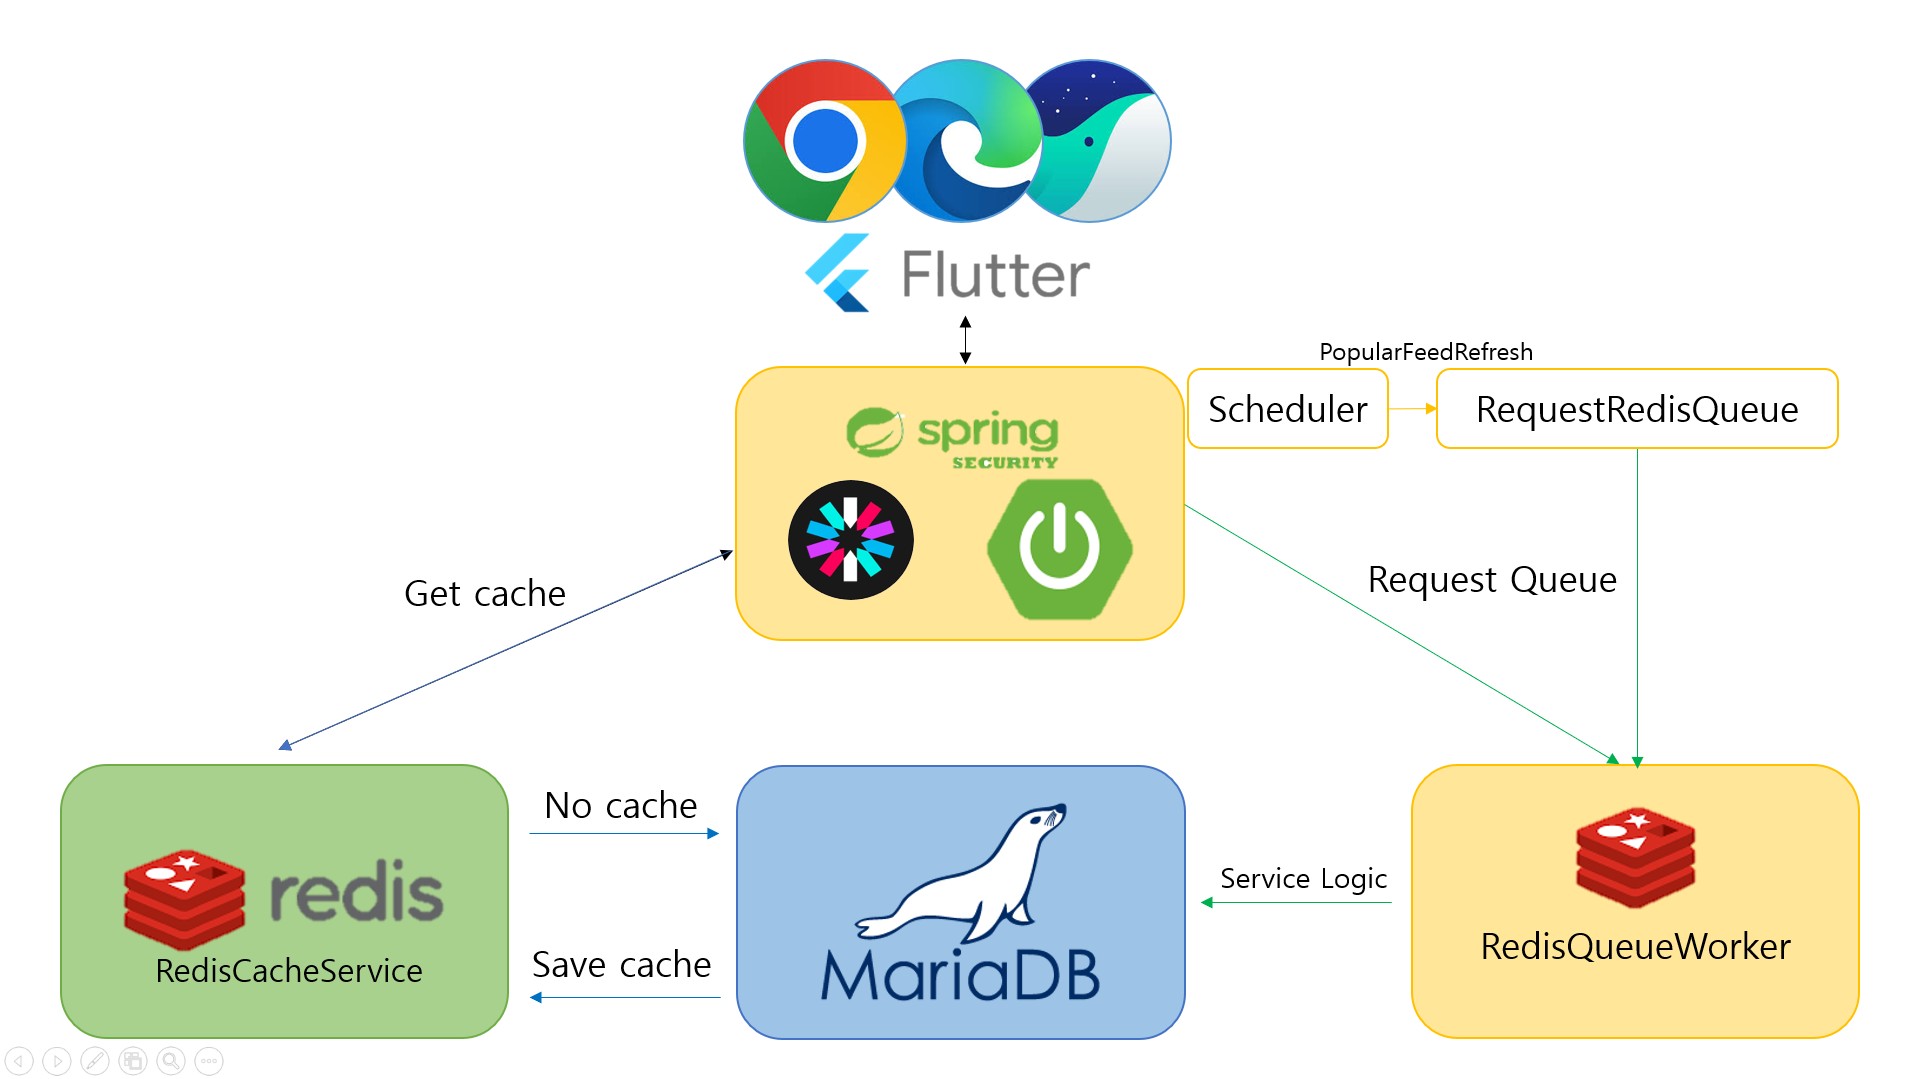 Flutter
PopularFeedRefresh
spring
SECURITY
Scheduler
RequestRedisQueue
Get cache
Request Queue
No cache
Service Logic
redis
RedisCacheService
Save cache
MariaDB
RedisQueueWorker